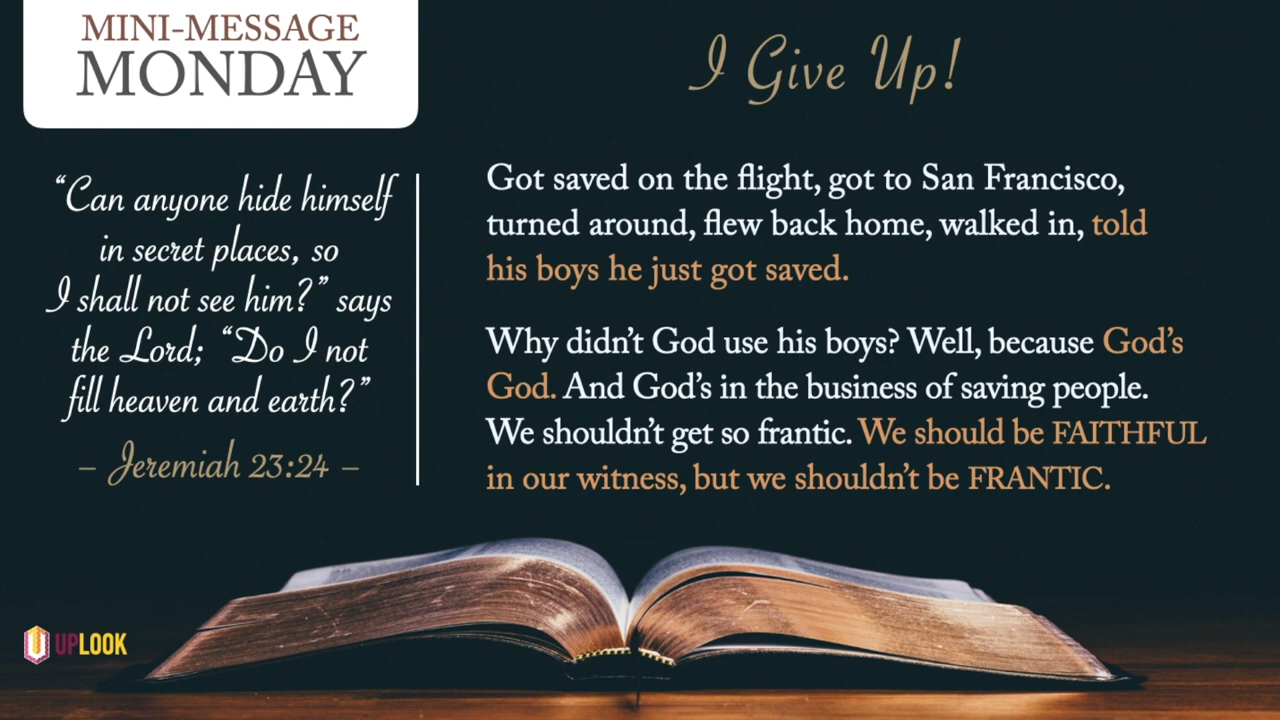 MINI-MESSAGE
MONDAY
I Give Up!
“Can anyone hide himself
in secret places, so
I shall not see him?” says
the Lord; “Do I not
fill heaven and earth?”
– Jeremiah 23:24 –
Got saved on the flight, got to San Francisco,
turned around, flew back home, walked in, told
his boys he just got saved.
Why didn’t God use his boys? Well, because God’s
God. And God’s in the business of saving people.
We shouldn’t get so frantic. We should be FAITHFUL
in our witness, but we shouldn’t be FRANTIC.
UPLOOK